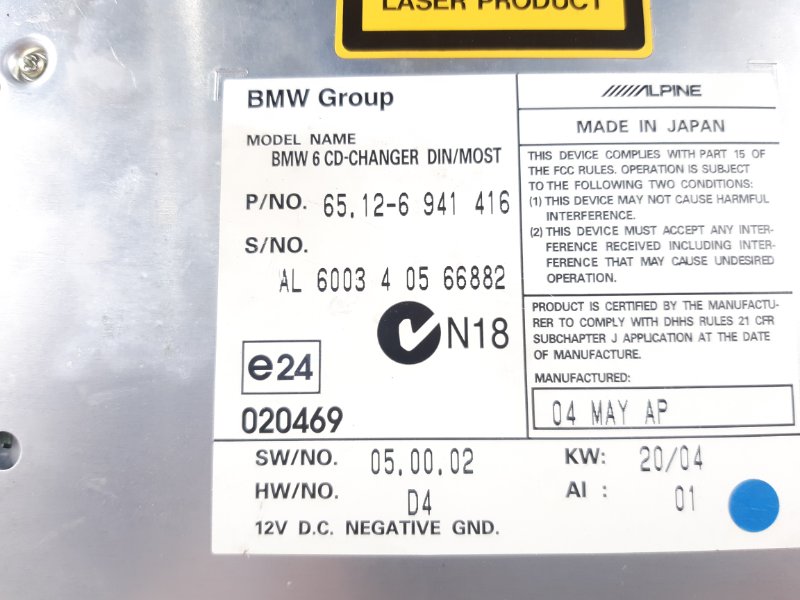 LASER PRODUCT
BMW Group
MODEL NAME
BMW 6 CD-CHANGER DIN/MOST
P/NO. 65.12-6 941 416
S/NO.
AL 6003 4 05 66882
N18
e24
020469
ALPINE
MADE IN JAPAN
THIS DEVICE COMPLIES WITH PART 15 OF
THE FCC RULES. OPERATION IS SUBJECT
TO THE FOLLOWING TWO CONDITIONS:
(1) THIS DEVICE MAY NOT CAUSE HARMFUL
INTERFERENCE.
(2) THIS DEVICE MUST ACCEPT ANY INTER-
FERENCE RECEIVED INCLUDING INTER-
FERENCE THAT MAY CAUSE UNDESIRED
OPERATION.
PRODUCT IS CERTIFIED BY THE MANUFACTU-
RER TO COMPLY WITH DHHS RULES 21 CFR
SUBCHAPTER J APPLICATION AT THE DATE
OF MANUFACTURE.
MANUFACTURED:
04 MAY AP
SW/NO. 05.00.02 KW: 20/04
HW/NO. D4 AI : 01
12V D.C. NEGATIVE GND.